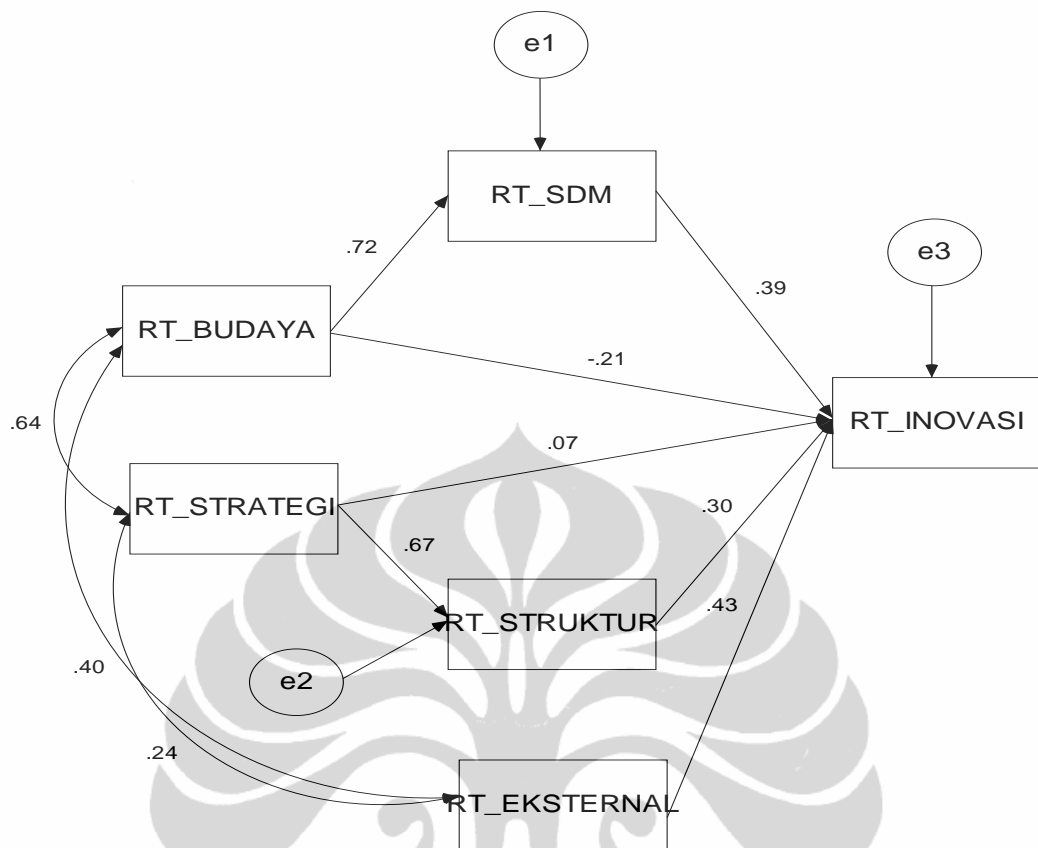 e1
RT_SDM
.72
e3
.39
RT_BUDAYA
-.21
.64
RT_INOVASI
.07
RT_STRATEGI
.30
.67
.43
RT_STRUKTUR
.40
e2
.24
RT_EKSTERNAL